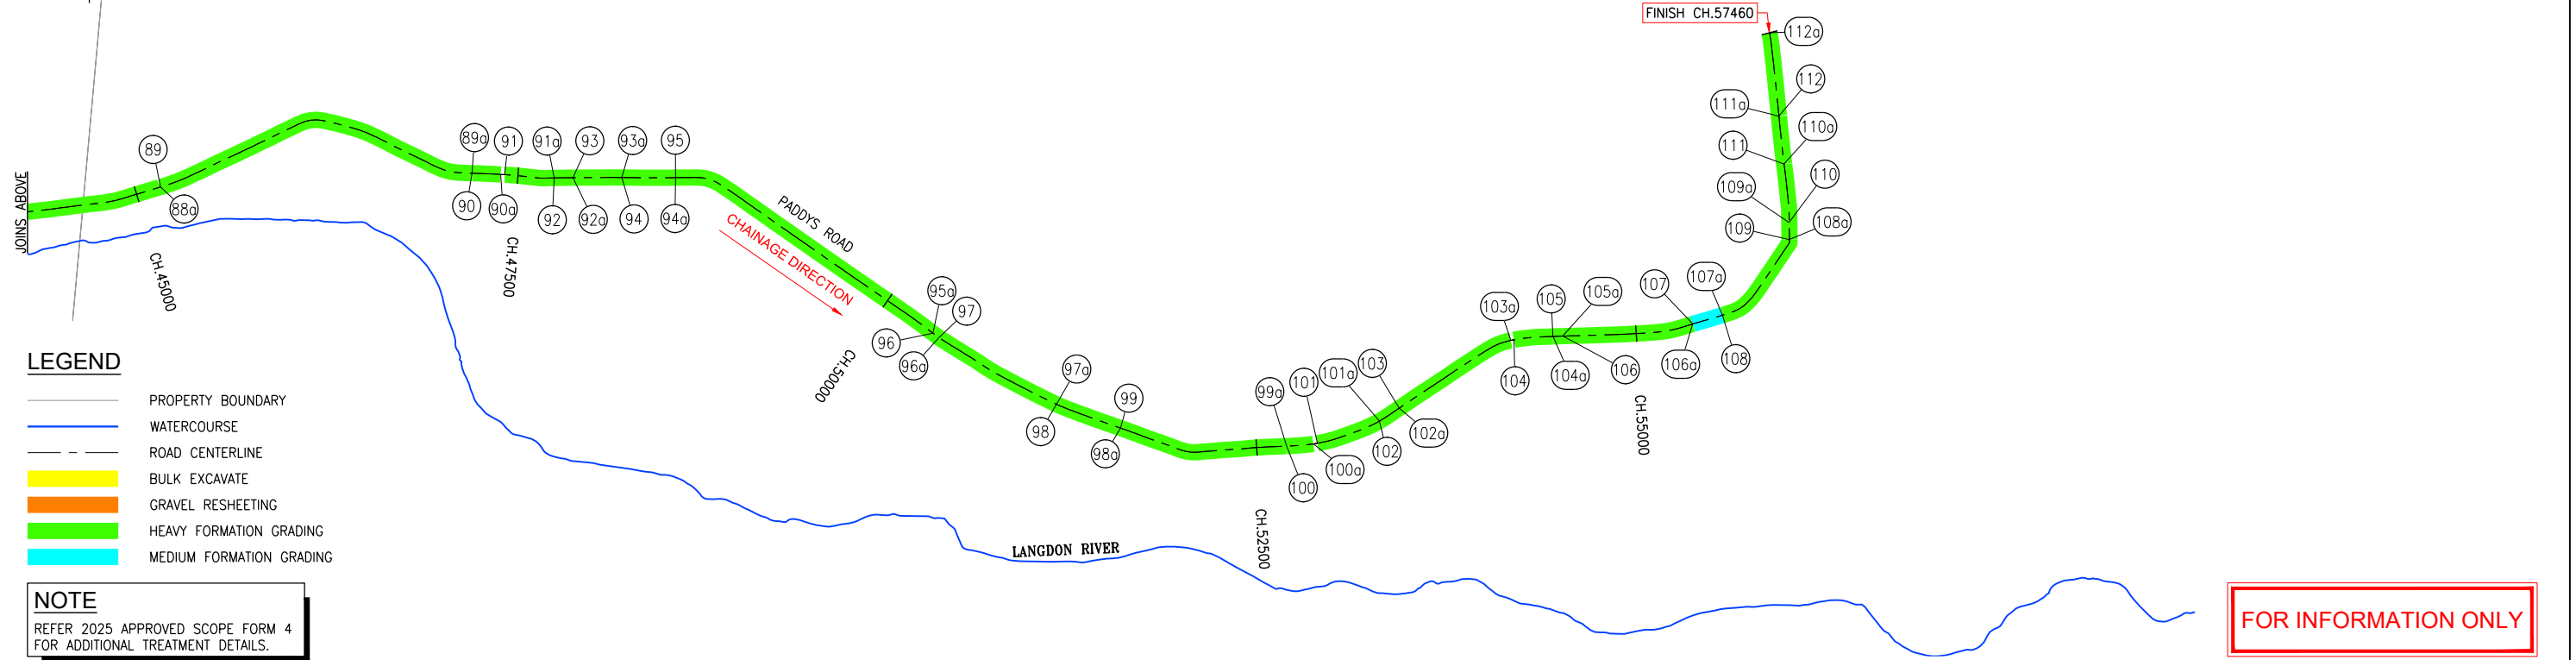 FINISH CH.57460
112a
112
111a
110a
111
110
109a
108a
109
89
88a
89a
91
91a
93
93a
95
90
90a
92
92a
94
94a
JOINS ABOVE
CH.45000
CH.47500
PADDYS ROAD
CHAINAGE DIRECTION
95a
97
96
96a
CH.50000
97a
99
98
98a
99a
101
101a
103
100
100a
102
102a
CH.52500
103a
105
105a
107
107a
104
104a
106
106a
108
CH.55000
LANGDON RIVER
LEGEND
PROPERTY BOUNDARY
WATERCOURSE
ROAD CENTERLINE
BULK EXCAVATE
GRAVEL RESHEETING
HEAVY FORMATION GRADING
MEDIUM FORMATION GRADING
NOTE
REFER 2025 APPROVED SCOPE FORM 4
FOR ADDITIONAL TREATMENT DETAILS.
FOR INFORMATION ONLY